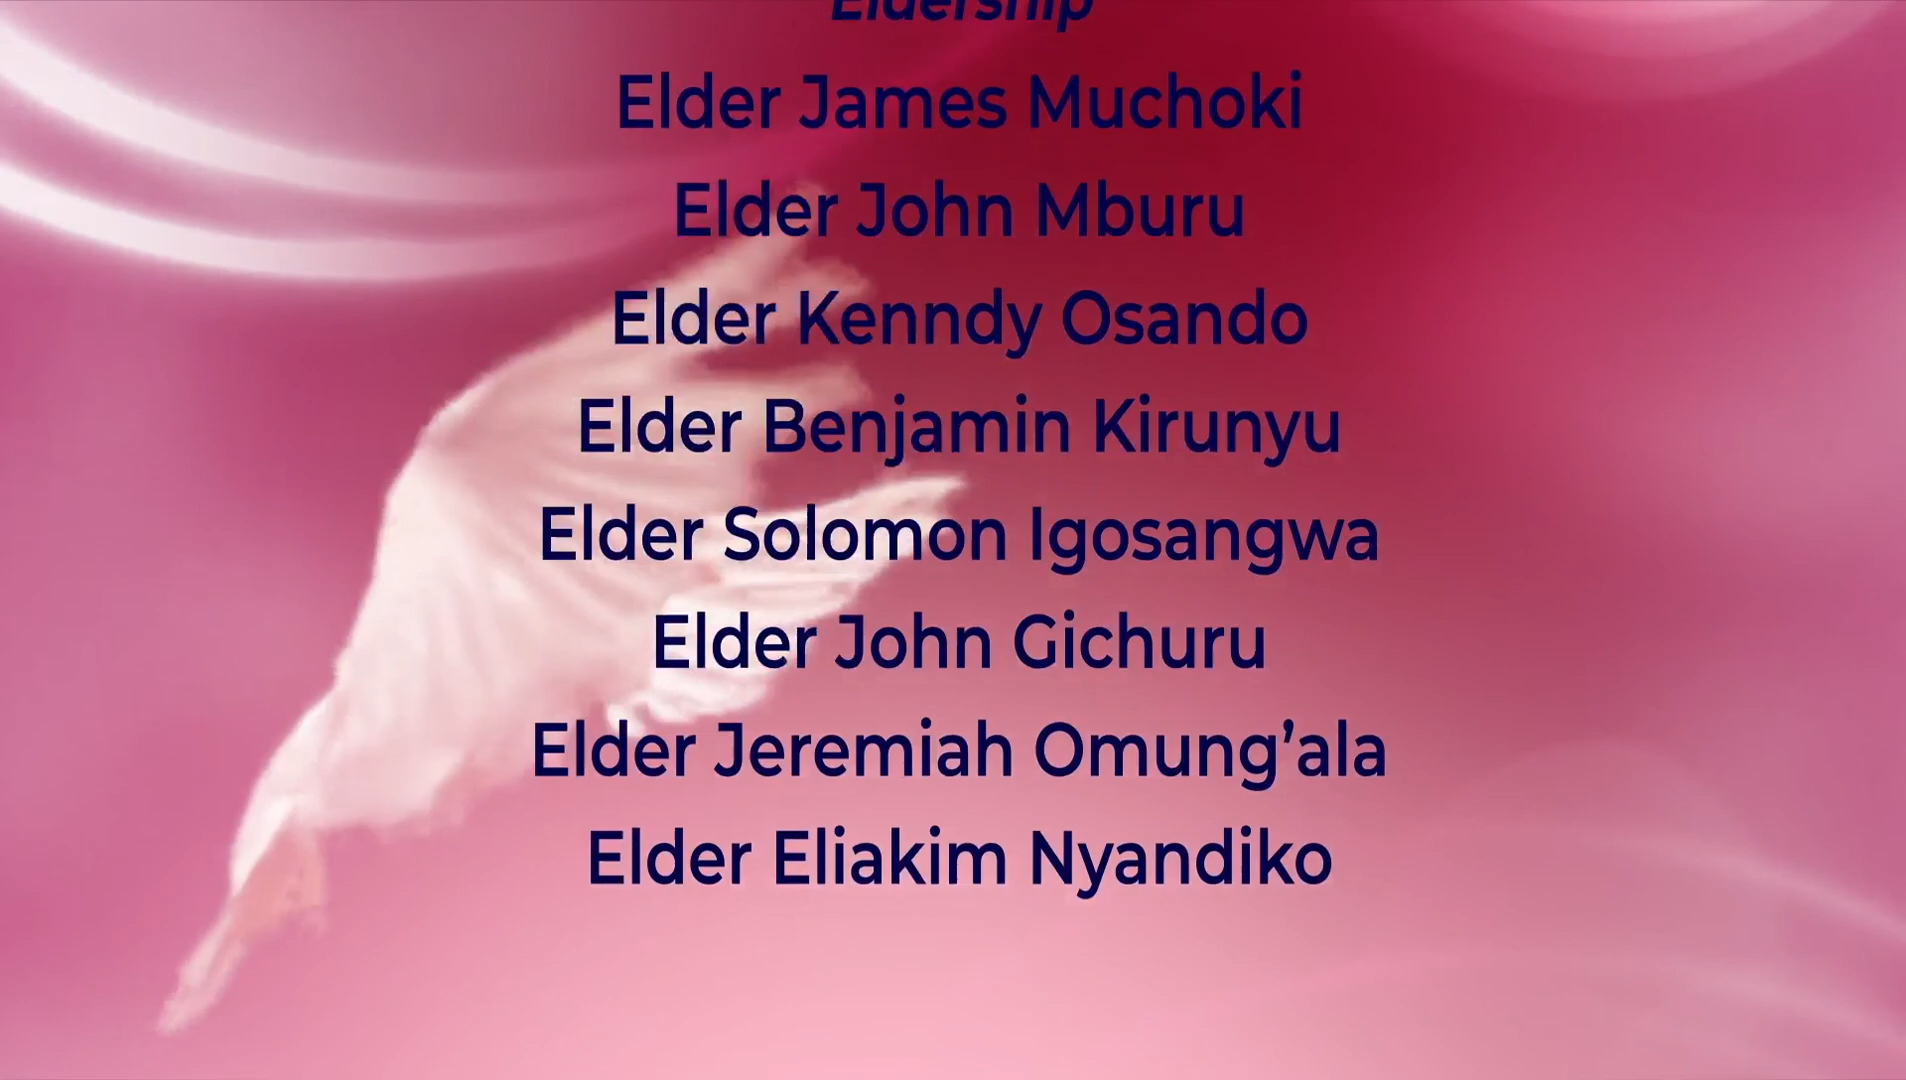 Eldership
Elder James Muchoki
Elder John Mburu
Elder Kenndy Osando
Elder Benjamin Kirunyu
Elder Solomon Igosangwa
Elder John Gichuru
Elder Jeremiah Omung’ala
Elder Eliakim Nyandiko